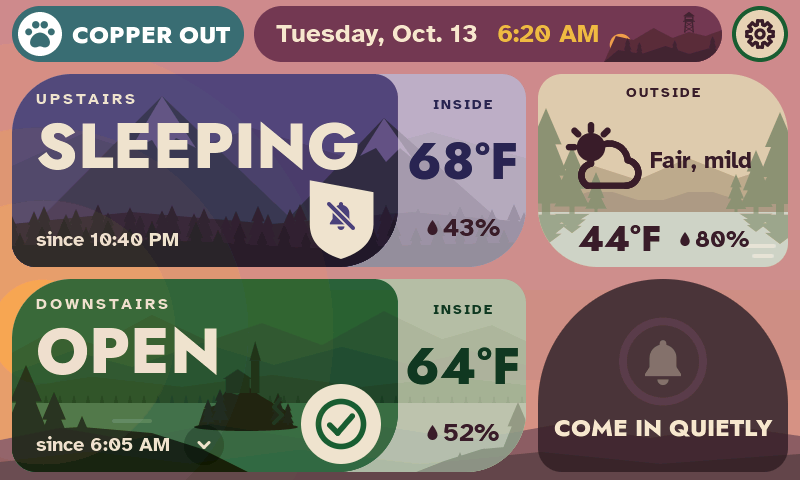 COPPER OUT
Tuesday, Oct. 13 6:20 AM
UPSTAIRS
SLEEPING
since 10:40 PM
INSIDE
68°F
43%
OUTSIDE
Fair, mild
44°F 80%
DOWNSTAIRS
OPEN
since 6:05 AM
INSIDE
64°F
52%
COME IN QUIETLY